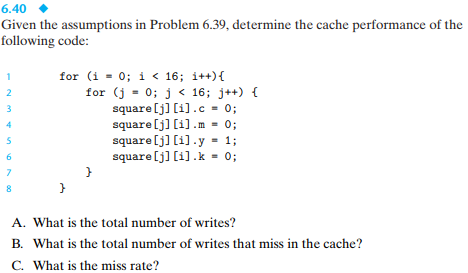 6.40 ◆
Given the assumptions in Problem 6.39, determine the cache performance of the
following code:
1 for (i = 0; i < 16; i++){
2 for (j = 0; j < 16; j++) {
3 square[j][i].c = 0;
4 square[j][i].m = 0;
5 square[j][i].y = 1;
6 square[j][i].k = 0;
7 }
8 }
A. What is the total number of writes?
B. What is the total number of writes that miss in the cache?
C. What is the miss rate?